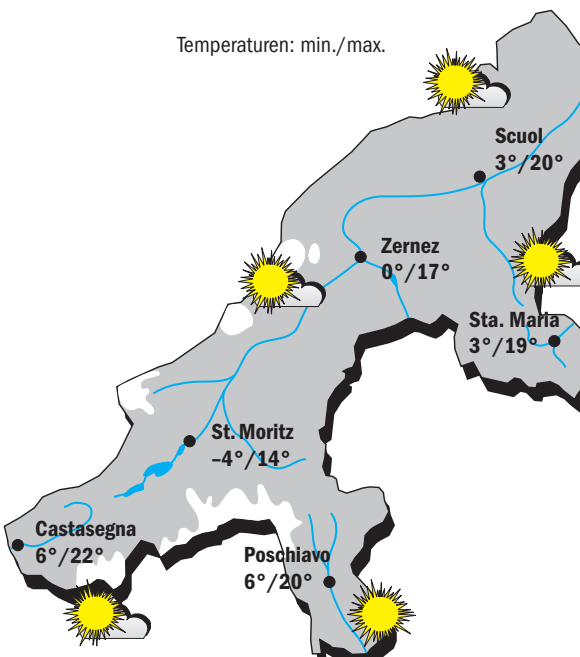 Temperaturen: min./max.
Scuol
3°/20°
Zernez
0°/17°
Sta. Maria
3°/19°
St. Moritz
–4°/14°
Castasegna
6°/22°
Poschiavo
6°/20°